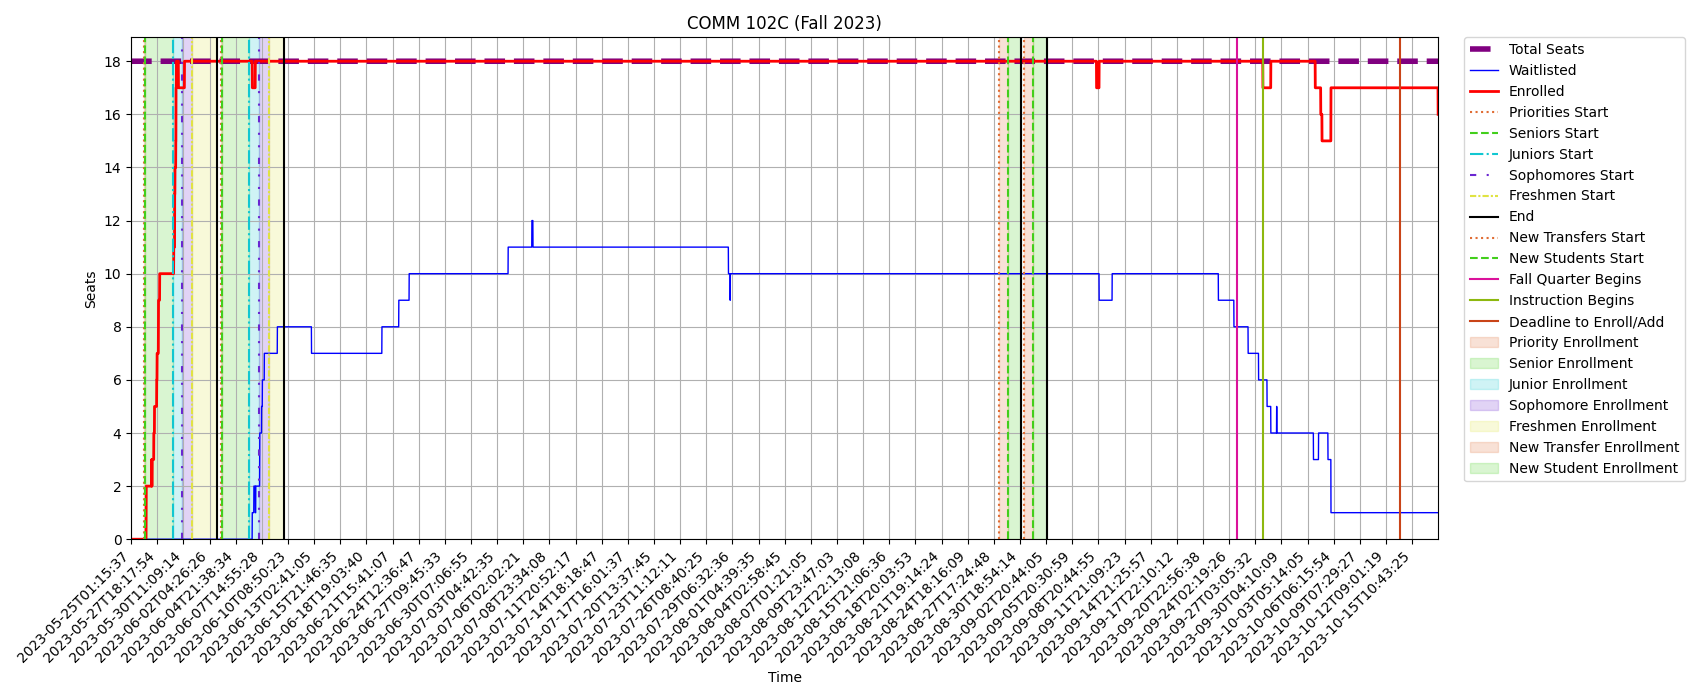 COMM 102C (Fall 2023)
Seats
18
16
14
12
10
8
6
4
2
0
2023-05-25T01:15:37
2023-05-27T18:17:54
2023-05-30T11:09:14
2023-06-02T04:26:26
2023-06-04T21:38:34
2023-06-07T14:55:28
2023-06-10T08:50:23
2023-06-13T02:41:05
2023-06-15T21:46:35
2023-06-18T19:03:40
2023-06-21T15:41:07
2023-06-24T12:36:47
2023-06-27T09:45:33
2023-06-30T07:06:55
2023-07-03T04:42:35
2023-07-06T02:02:21
2023-07-08T23:34:08
2023-07-11T20:52:17
2023-07-14T18:18:47
2023-07-17T16:01:37
2023-07-20T13:37:45
2023-07-23T11:12:11
2023-07-26T08:40:25
2023-07-29T06:32:36
2023-08-01T04:39:35
2023-08-04T02:58:45
2023-08-07T01:21:05
2023-08-09T23:47:03
2023-08-12T22:13:09
2023-08-15T21:06:36
2023-08-18T20:03:53
2023-08-21T19:14:24
2023-08-24T18:16:09
2023-08-27T17:24:48
2023-08-30T18:54:14
2023-09-02T20:44:05
2023-09-05T20:30:59
2023-09-08T20:44:55
2023-09-11T21:09:23
2023-09-14T21:25:57
2023-09-17T22:10:12
2023-09-20T22:56:38
2023-09-24T02:19:26
2023-09-27T03:05:32
2023-09-30T04:10:09
2023-10-03T05:14:05
2023-10-06T06:15:54
2023-10-09T07:29:27
2023-10-12T09:01:19
2023-10-15T10:43:25
Time
Total Seats
Waitlisted
Enrolled
Priorities Start
Seniors Start
Juniors Start
Sophomores Start
Freshmen Start
End
New Transfers Start
New Students Start
Fall Quarter Begins
Instruction Begins
Deadline to Enroll/Add
Priority Enrollment
Senior Enrollment
Junior Enrollment
Sophomore Enrollment
Freshmen Enrollment
New Transfer Enrollment
New Student Enrollment